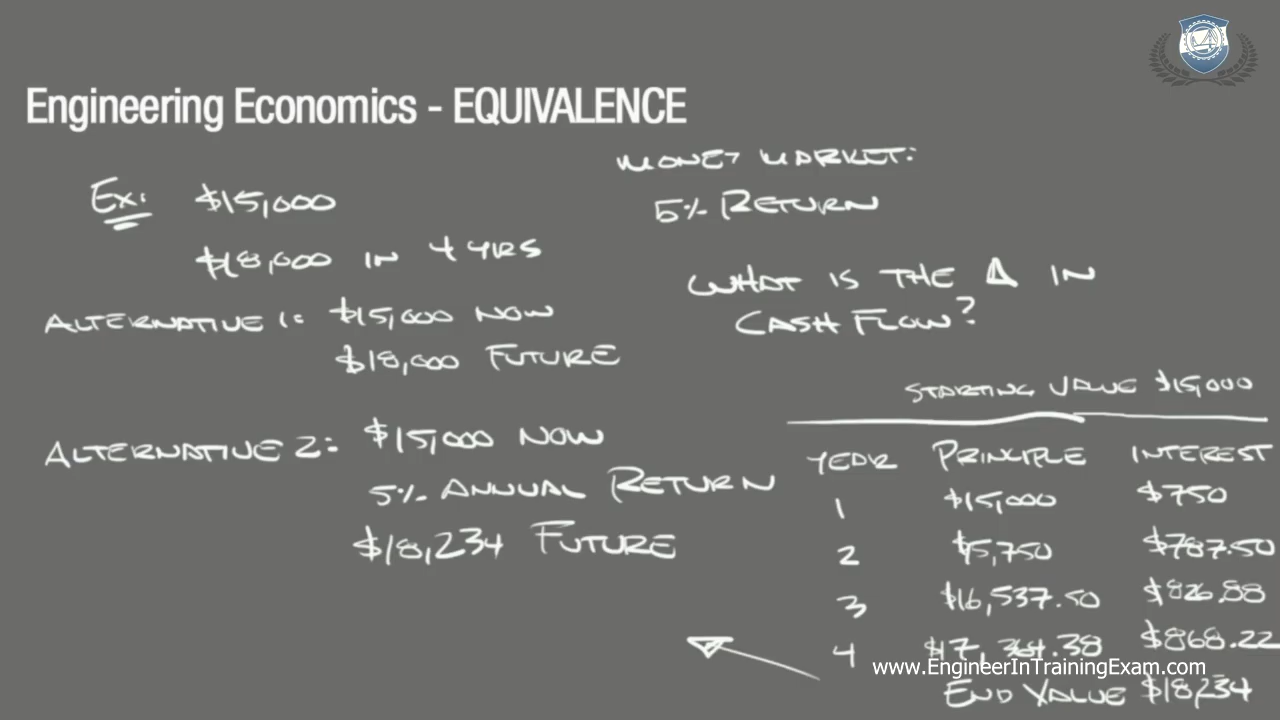 Engineering Economics - EQUIVALENCE
Ex: $15,000
$18,000 IN 4 YRS
ALTERNATIVE 1: $15,000 NOW
$18,000 FUTURE
ALTERNATIVE 2: $15,000 NOW
5% ANNUAL RETURN
$18,234 FUTURE
MONEY MARKET:
5% RETURN
WHAT IS THE Δ IN
CASH FLOW?
STARTING VALUE $15,000
YEAR PRINCIPLE INTEREST
1 $15,000 $750
2 $5,750 $787.50
3 $16,537.50 $826.88
4 $17,364.38 $868.22
www.EngineerInTrainingExam.com
END VALUE $18,234